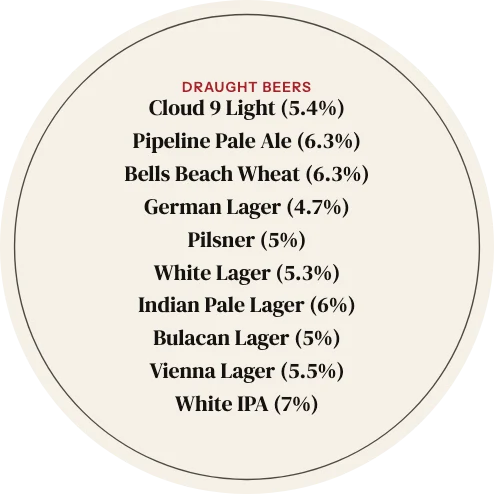 DRAUGHT BEERS
Cloud 9 Light (5.4%)
Pipeline Pale Ale (6.3%)
Bells Beach Wheat (6.3%)
German Lager (4.7%)
Pilsner (5%)
White Lager (5.3%)
Indian Pale Lager (6%)
Bulacan Lager (5%)
Vienna Lager (5.5%)
White IPA (7%)